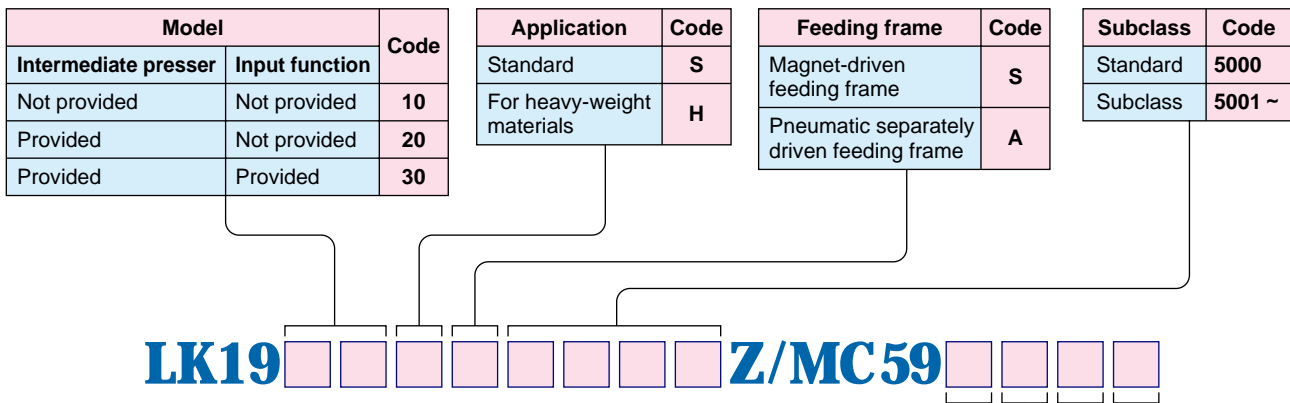 Model Code
Intermediate presser Input function
Not provided Not provided 10
Provided Not provided 20
Provided Provided 30
Application Code
Standard S
For heavy-weight
materials H
Feeding frame Code
Magnet-driven
feeding frame S
Pneumatic separately
driven feeding frame A
Subclass Code
Standard 5000
Subclass 5001 ~
LK19 Z/MC59